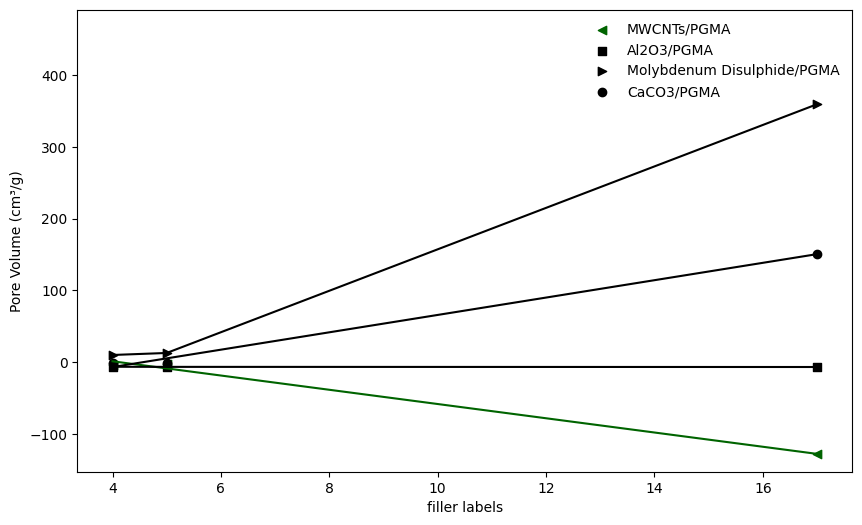 MWCNTs/PGMA
Al2O3/PGMA
Molybdenum Disulphide/PGMA
CaCO3/PGMA
400
300
200
100
0
−100
Pore Volume (cm³/g)
4 6 8 10 12 14 16
filler labels